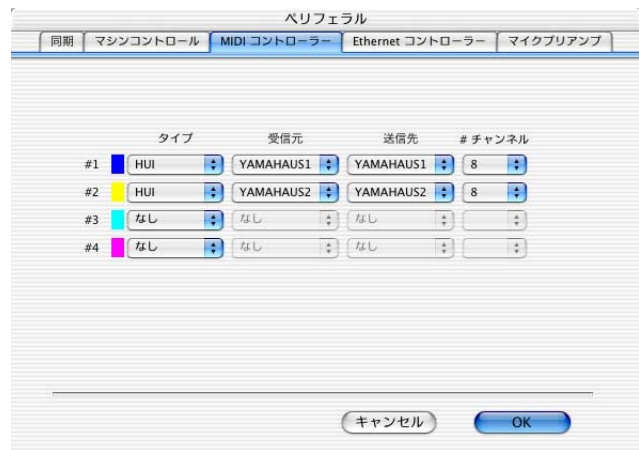 ペリフェラル
同期 マシンコントロール MIDI コントローラー Ethernet コントローラー マイクプリアンプ
タイプ 受信元 送信先 # チャンネル
#1 HUI YAMAHAUS1 YAMAHAUS1 8
#2 HUI YAMAHAUS2 YAMAHAUS2 8
#3 なし なし なし
#4 なし なし なし
キャンセル OK